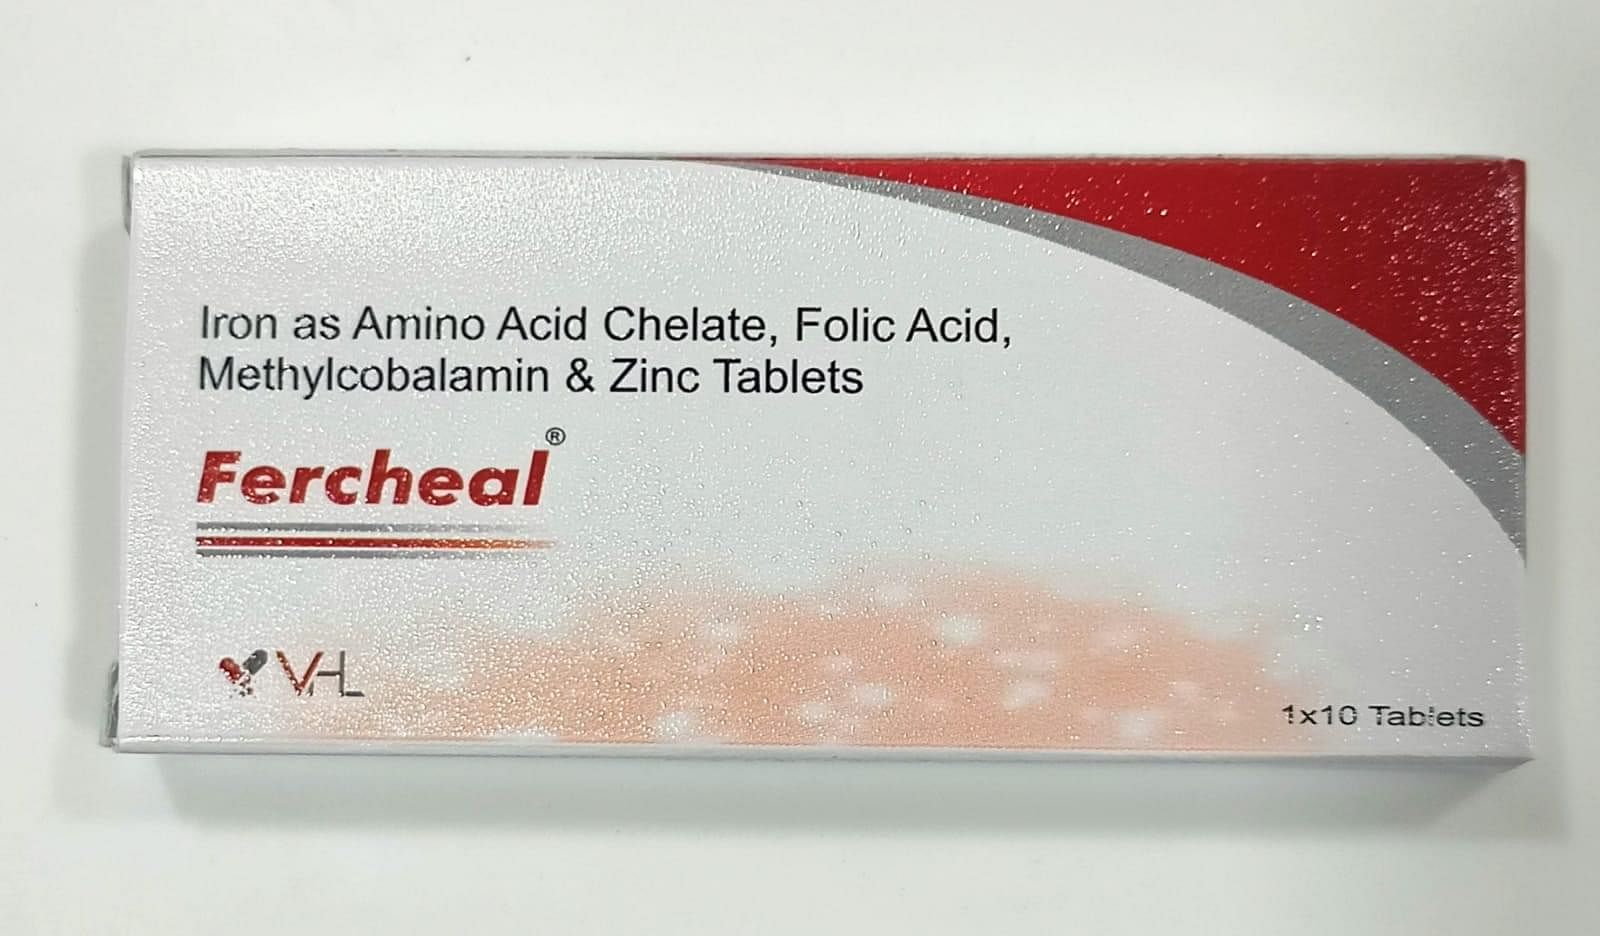 Iron as Amino Acid Chelate, Folic Acid,
Methylcobalamin & Zinc Tablets
Fercheal®
VHL
1x10 Tablets